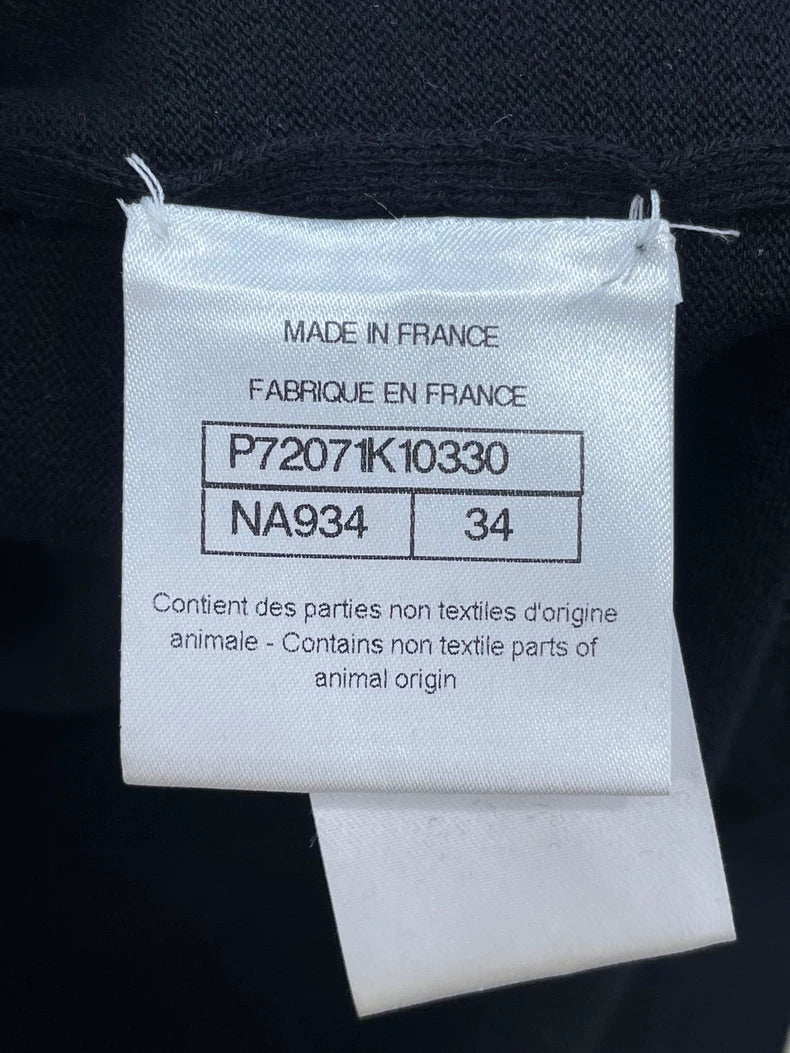 MADE IN FRANCE
FABRIQUE EN FRANCE
P72071K10330
NA934 34
Contient des parties non textiles d'origine
animale - Contains non textile parts of
animal origin